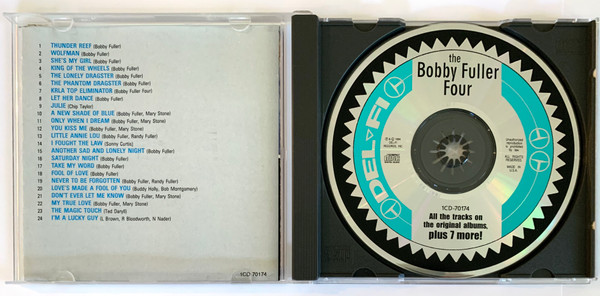 1 THUNDER REEF (Bobby Fuller)
2 WOLFMAN (Bobby Fuller)
3 SHE'S MY GIRL (Bobby Fuller)
4 KING OF THE WHEELS (Bobby Fuller)
5 THE LONELY DRAGSTER (Bobby Fuller)
6 THE PHANTOM DRAGSTER (Bobby Fuller)
7 KRLA TOP ELIMINATOR (Bobby Fuller Four)
8 LET HER DANCE (Bobby Fuller)
9 JULIE (Chip Taylor)
10 A NEW SHADE OF BLUE (Bobby Fuller, Mary Stone)
11 ONLY WHEN I DREAM (Bobby Fuller, Mary Stone)
12 YOU KISS ME (Bobby Fuller)
13 LITTLE ANNIE LOU (Bobby Fuller, Randy Fuller)
14 I FOUGHT THE LAW (Sonny Curtis)
15 ANOTHER SAD AND LONELY NIGHT (Bobby Fuller)
16 SATURDAY NIGHT (Bobby Fuller)
17 TAKE MY WORD (Bobby Fuller)
18 FOOL OF LOVE (Bobby Fuller)
19 NEVER TO BE FORGOTTEN (Bobby Fuller, Randy Fuller)
20 LOVE'S MADE A FOOL OF YOU (Buddy Holly, Bob Montgomery)
21 DON'T EVER LET ME KNOW (Bobby Fuller, Mary Stone)
22 MY TRUE LOVE (Bobby Fuller, Mary Stone)
23 THE MAGIC TOUCH (Ted Daryll)
24 I'M A LUCKY GUY (L Brown, R Bloodworth, N Nader)
1CD 70174
the
Bobby Fuller
Four
DEL-FI
ALL RIGHTS
RESERVED.
MADE IN
U.S.A.
1CD-70174
All the tracks on
the original albums,
plus 7 more!